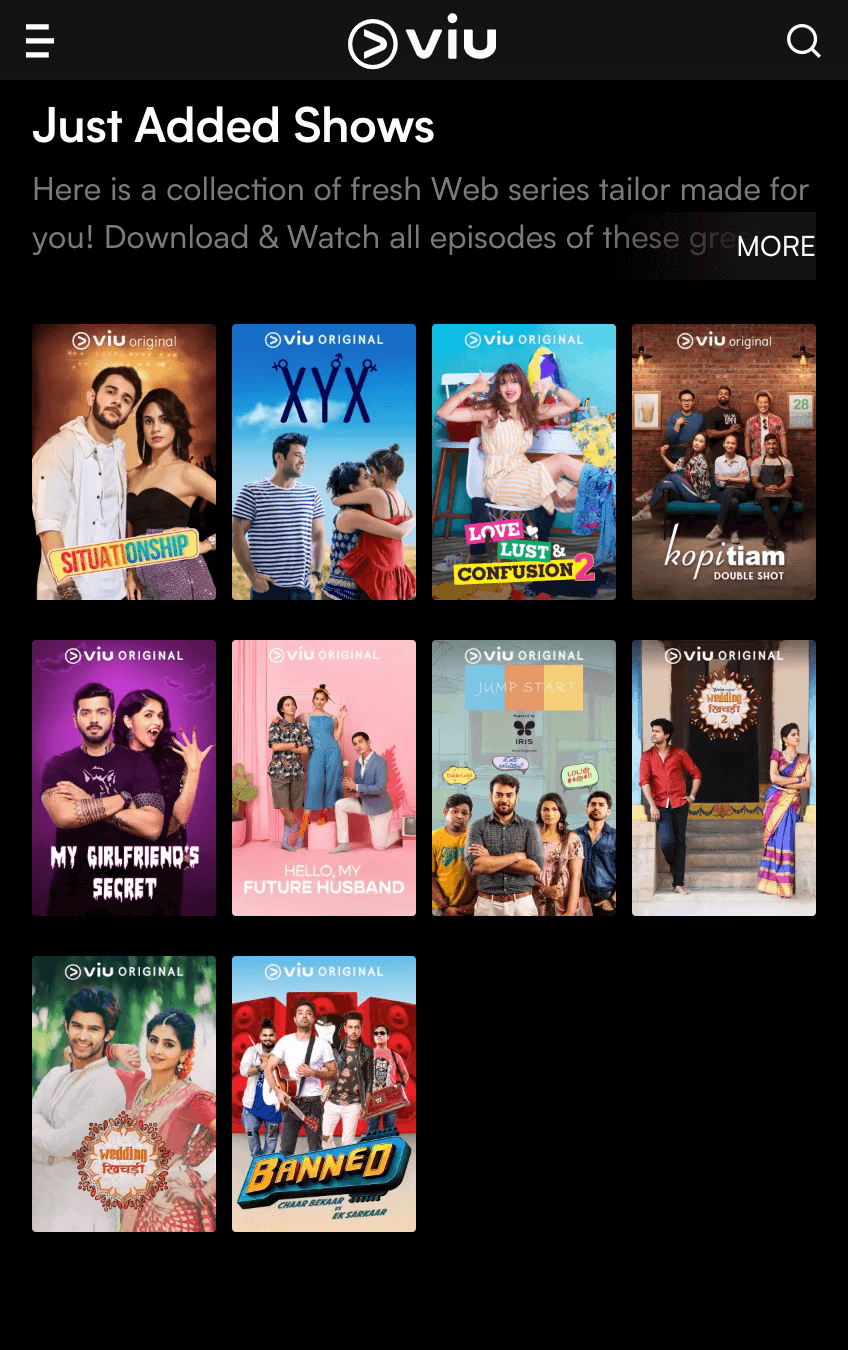 viu
Just Added Shows
Here is a collection of fresh Web series tailor made for
you! Download & Watch all episodes of these gre
MORE
viu original
SITUATIONSHIP
viu ORIGINAL
XYX
viu ORIGINAL
LOVE
LUST &
CONFUSION 2
viu original
28
kopitiam
DOUBLE SHOT
viu ORIGINAL
MY GIRLFRIEND'S
SECRET
viu ORIGINAL
HELLO, MY
FUTURE HUSBAND
viu ORIGINAL
JUMP START
IRIS
LOL!@
#*@#!
viu ORIGINAL
wedding
खिचड़ी
2
viu ORIGINAL
wedding
खिचड़ी
viu ORIGINAL
BANNED
CHAAR BEKAAR
VS
EK SARKAAR